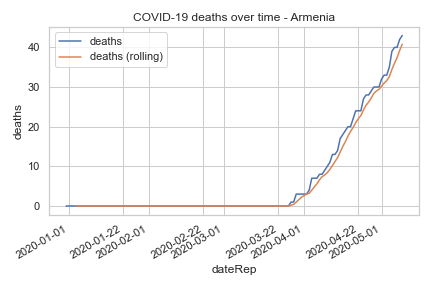 COVID-19 deaths over time - Armenia
deaths
deaths (rolling)
deaths
40
30
20
10
0
2020-01-01
2020-01-22
2020-02-01
2020-02-22
2020-03-01
2020-03-22
2020-04-01
2020-04-22
2020-05-01
dateRep